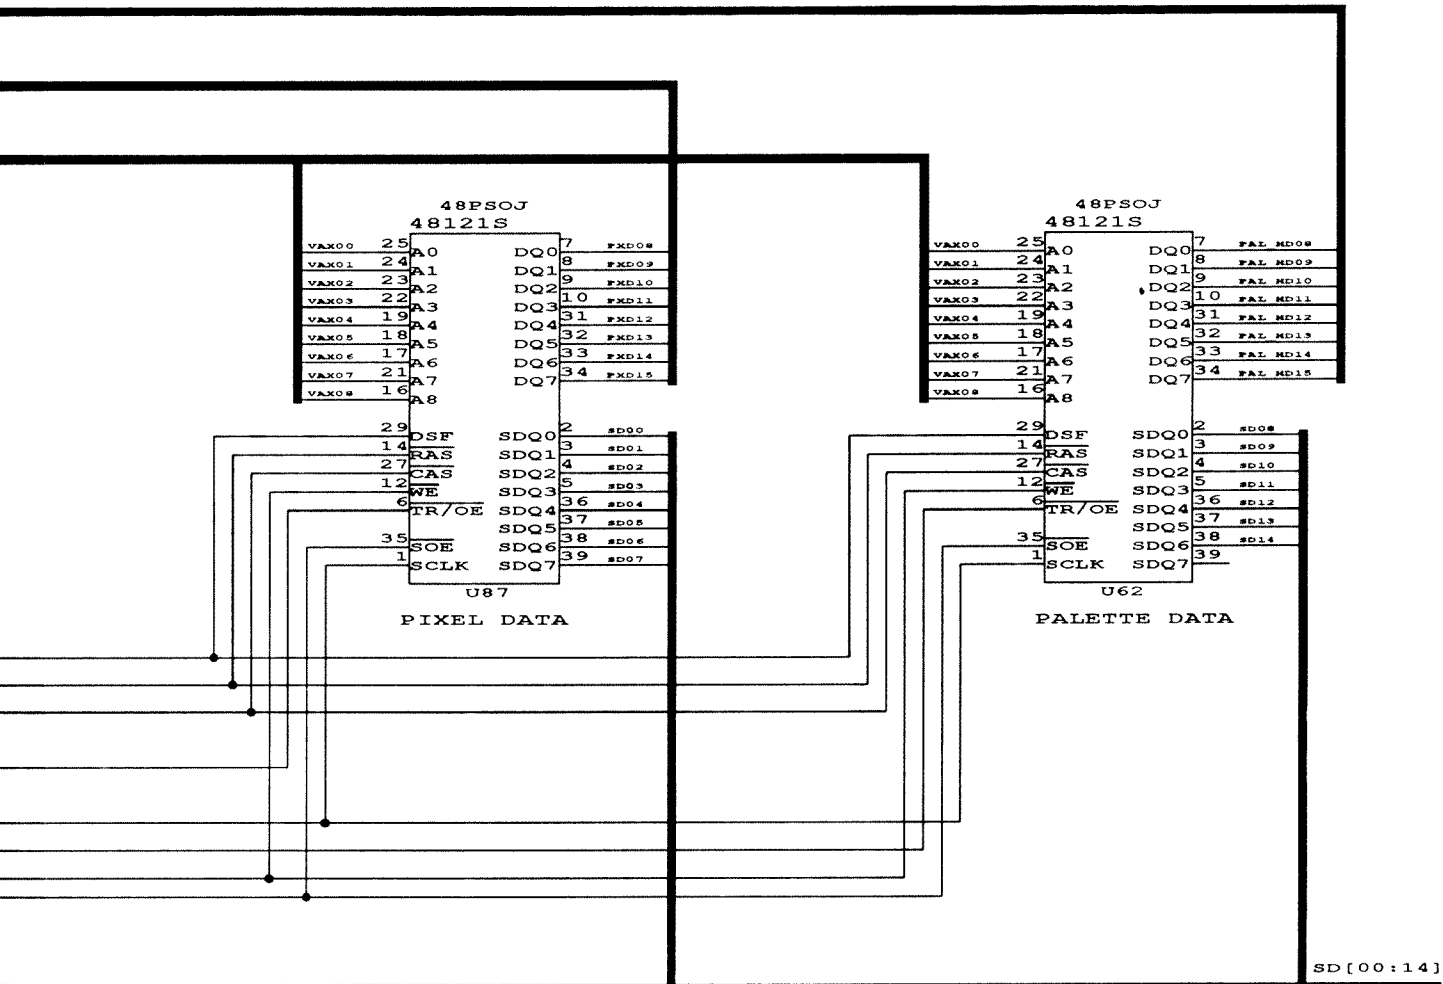 48PSOJ
48121S
VAX00 25 A0 DQ0 7 PXD08
VAX01 24 A1 DQ1 8 PXD09
VAX02 23 A2 DQ2 9 PXD10
VAX03 22 A3 DQ3 10 PXD11
VAX04 19 A4 DQ4 31 PXD12
VAX05 18 A5 DQ5 32 PXD13
VAX06 17 A6 DQ6 33 PXD14
VAX07 21 A7 DQ7 34 PXD15
VAX08 16 A8
29 DSF SDQ0 2 SD00
14 RAS SDQ1 3 SD01
27 CAS SDQ2 4 SD02
12 WE SDQ3 5 SD03
6 TR/OE SDQ4 36 SD04
SDQ5 37 SD05
35 SOE SDQ6 38 SD06
1 SCLK SDQ7 39 SD07
U87
PIXEL DATA
48PSOJ
48121S
VAX00 25 A0 DQ0 7 PAL MD08
VAX01 24 A1 DQ1 8 PAL MD09
VAX02 23 A2 DQ2 9 PAL MD10
VAX03 22 A3 DQ3 10 PAL MD11
VAX04 19 A4 DQ4 31 PAL MD12
VAX05 18 A5 DQ5 32 PAL MD13
VAX06 17 A6 DQ6 33 PAL MD14
VAX07 21 A7 DQ7 34 PAL MD15
VAX08 16 A8
29 DSF SDQ0 2 SD08
14 RAS SDQ1 3 SD09
27 CAS SDQ2 4 SD10
12 WE SDQ3 5 SD11
6 TR/OE SDQ4 36 SD12
SDQ5 37 SD13
35 SOE SDQ6 38 SD14
1 SCLK SDQ7 39
U62
PALETTE DATA
SD[00:14]